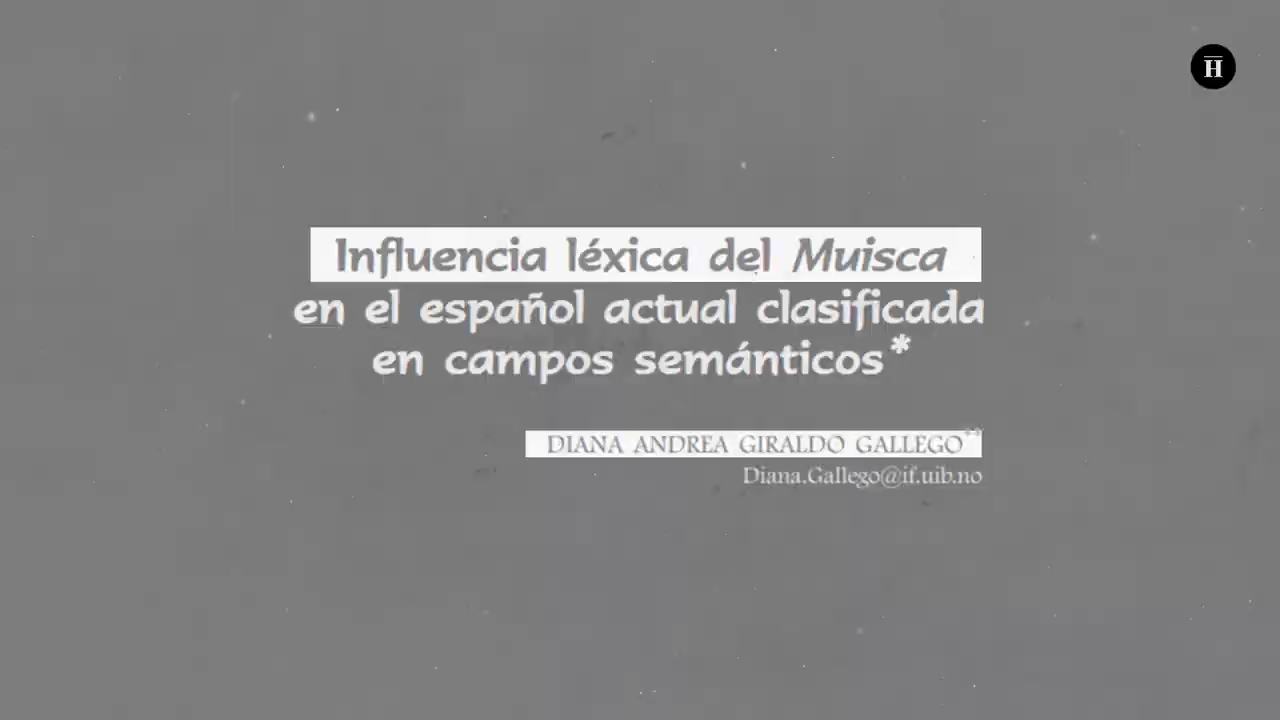 H
Influencia léxica del Muisca
en el español actual clasificada
en campos semánticos*
DIANA ANDREA GIRALDO GALLEGO**
Diana.Gallego@if.uib.no